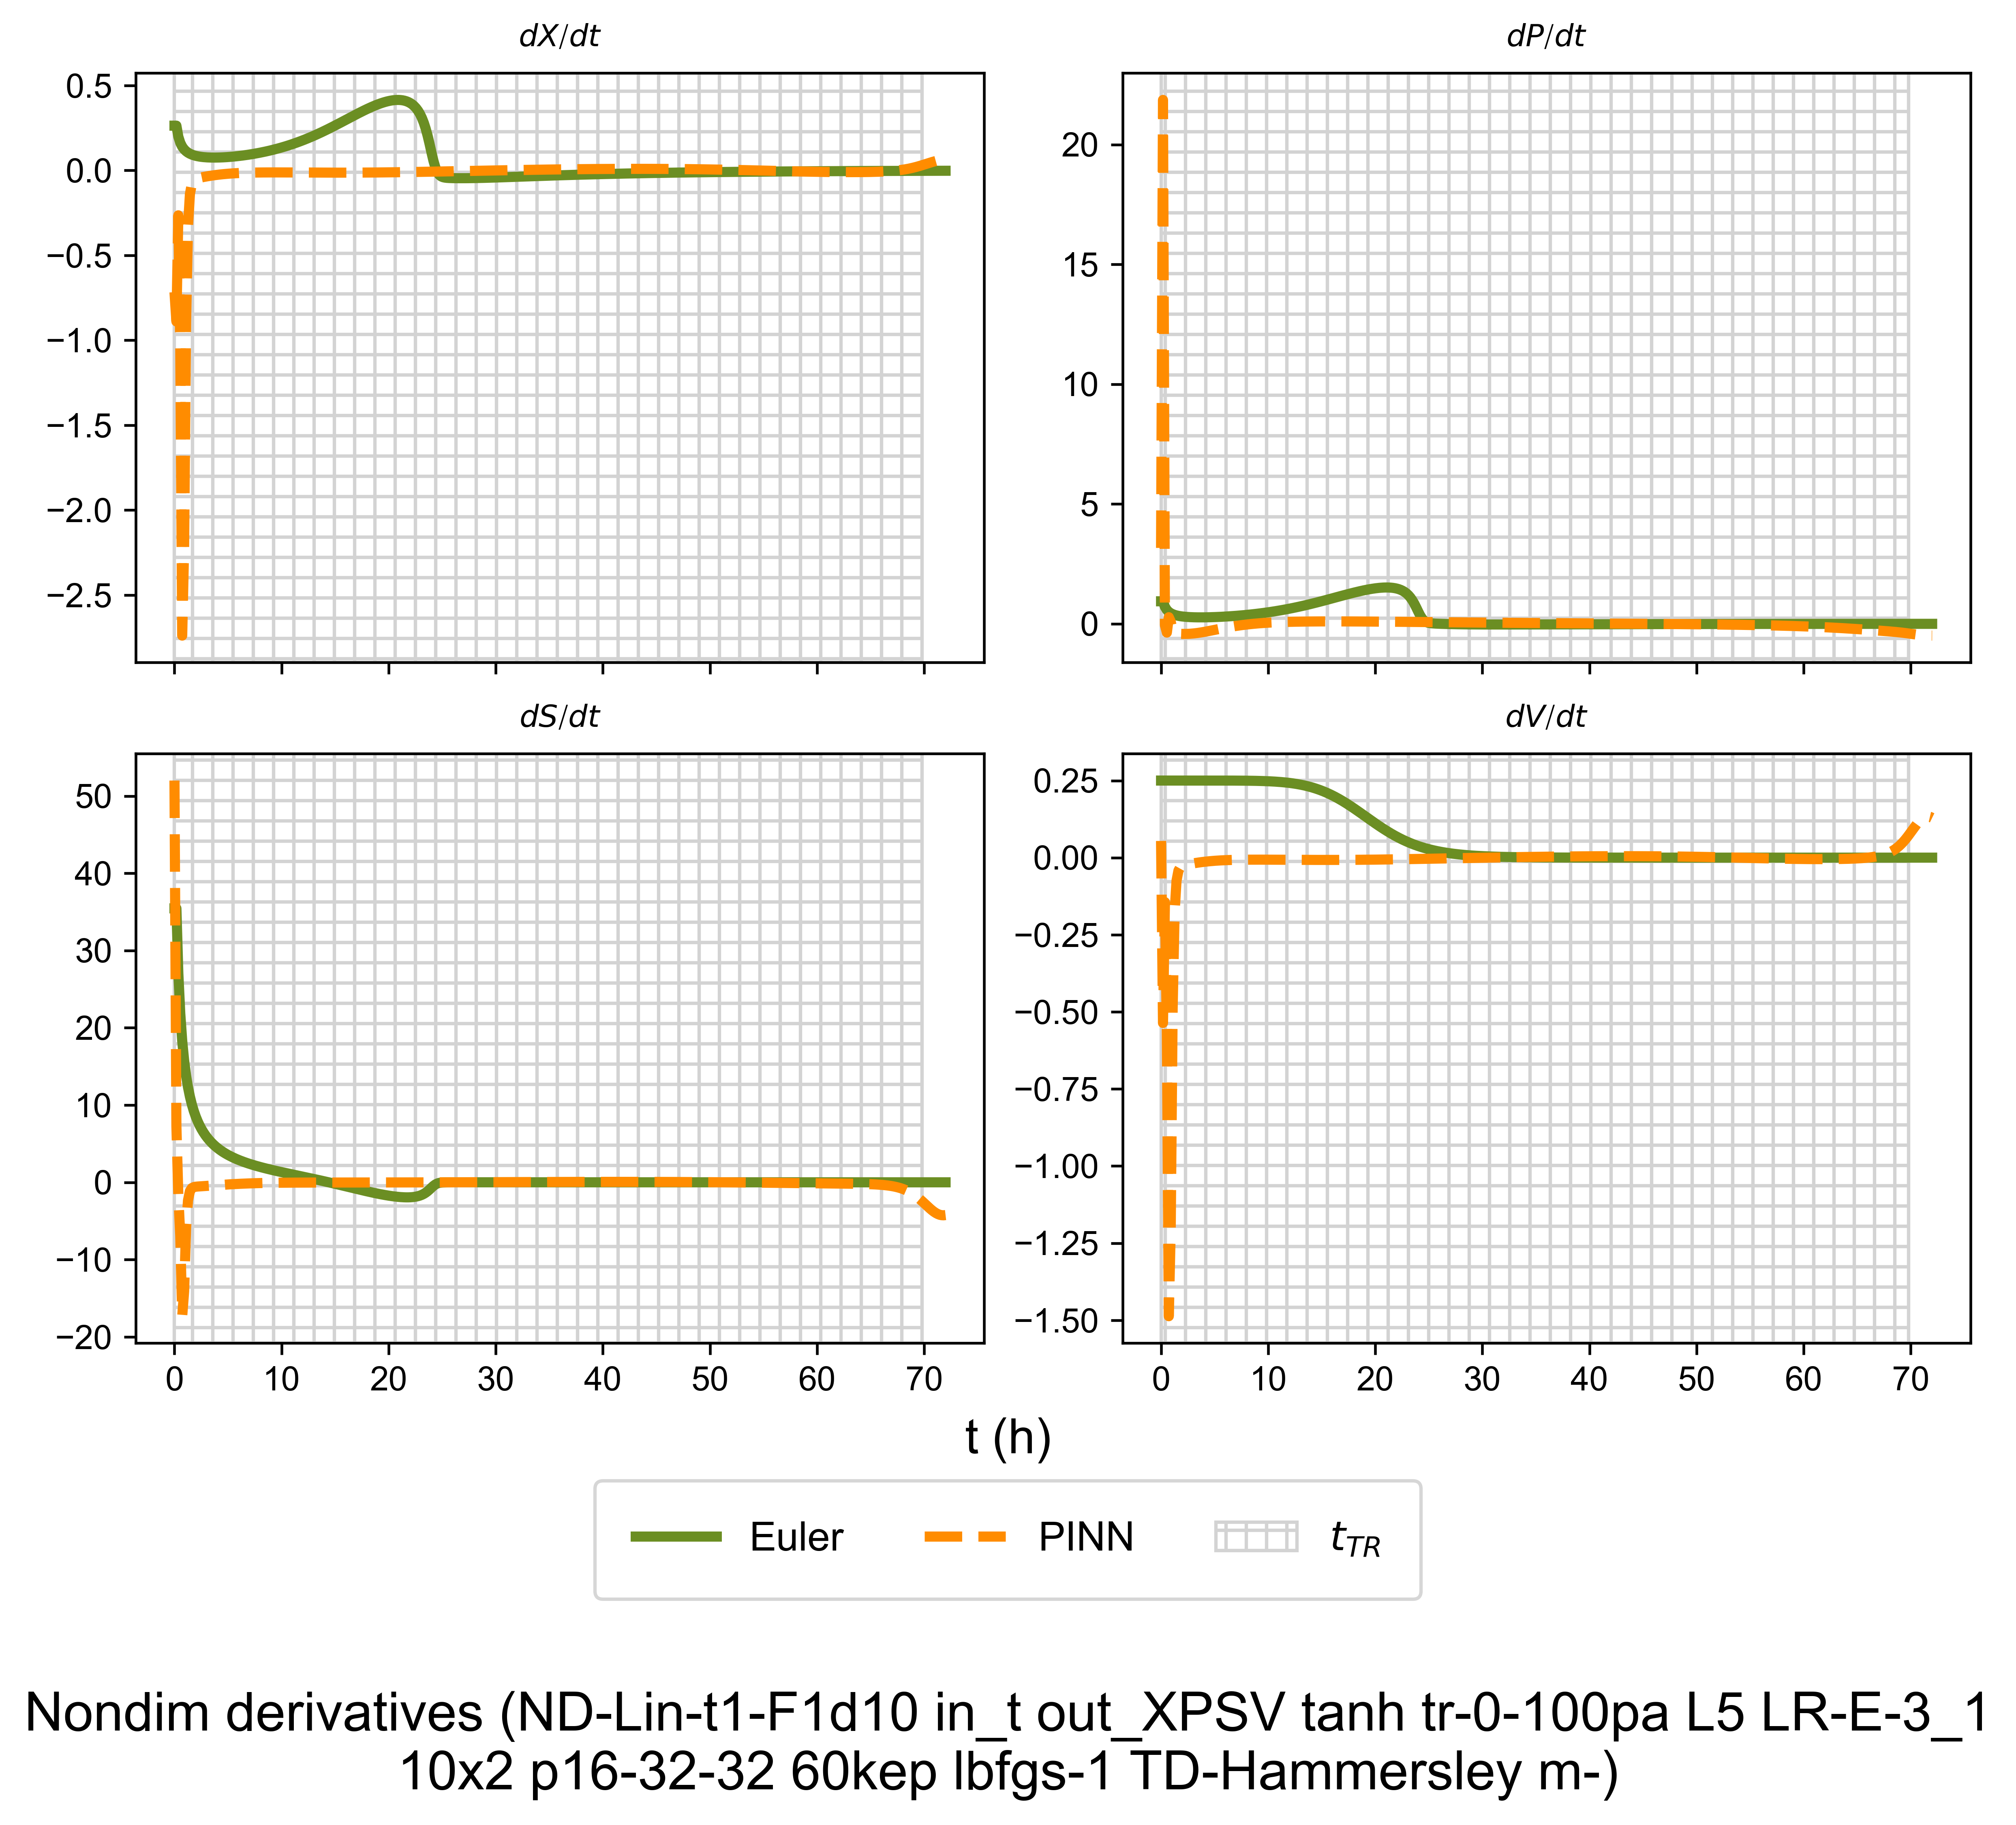 dX/dt
dP/dt
0.5
0.0
−0.5
−1.0
−1.5
−2.0
−2.5
20
15
10
5
0
dS/dt
dV/dt
50
40
30
20
10
0
−10
−20
0 10 20 30 40 50 60 70
0.25
0.00
−0.25
−0.50
−0.75
−1.00
−1.25
−1.50
0 10 20 30 40 50 60 70
t (h)
Euler PINN t_TR
Nondim derivatives (ND-Lin-t1-F1d10 in_t out_XPSV tanh tr-0-100pa L5 LR-E-3_1
10x2 p16-32-32 60kep lbfgs-1 TD-Hammersley m-)